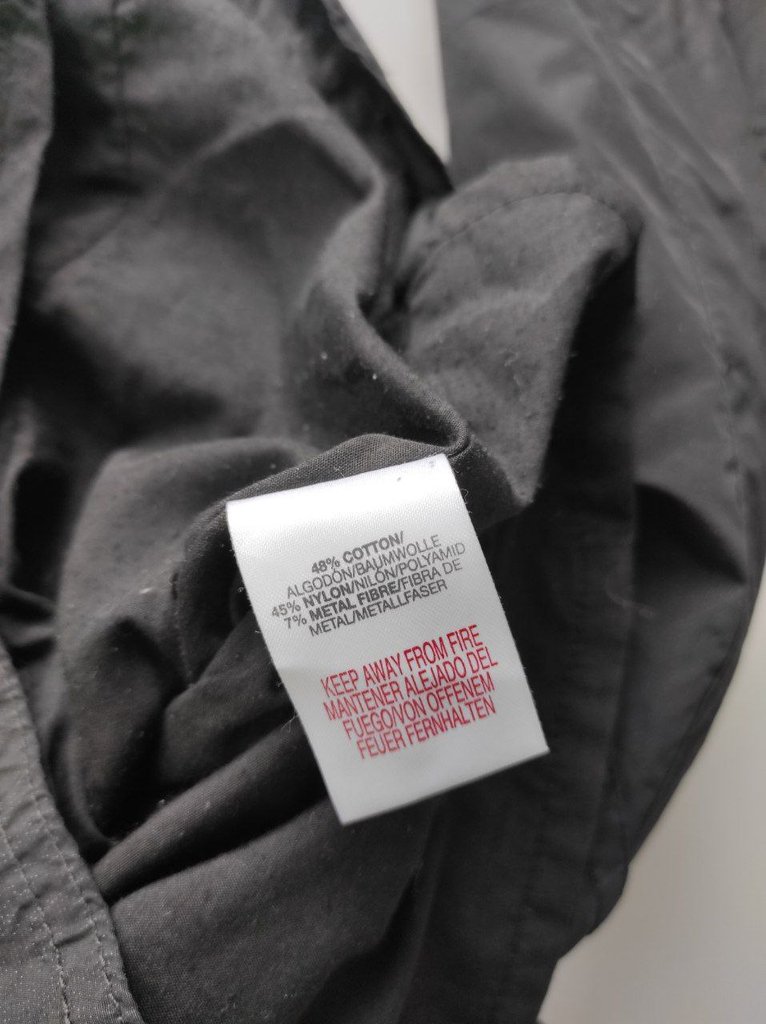 48% COTTON/
ALGODÓN/BAUMWOLLE
45% NYLON/NILÓN/POLYAMID
7% METAL FIBRE/FIBRA DE
METAL/METALLFASER
KEEP AWAY FROM FIRE
MANTENER ALEJADO DEL
FUEGO/VON OFFENEM
FEUER FERNHALTEN